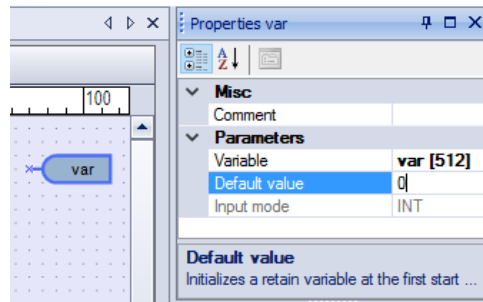 Properties var
100
Misc
Comment
Parameters
Variable var [512]
Default value 0
Input mode INT
var
Default value
Initializes a retain variable at the first start ...